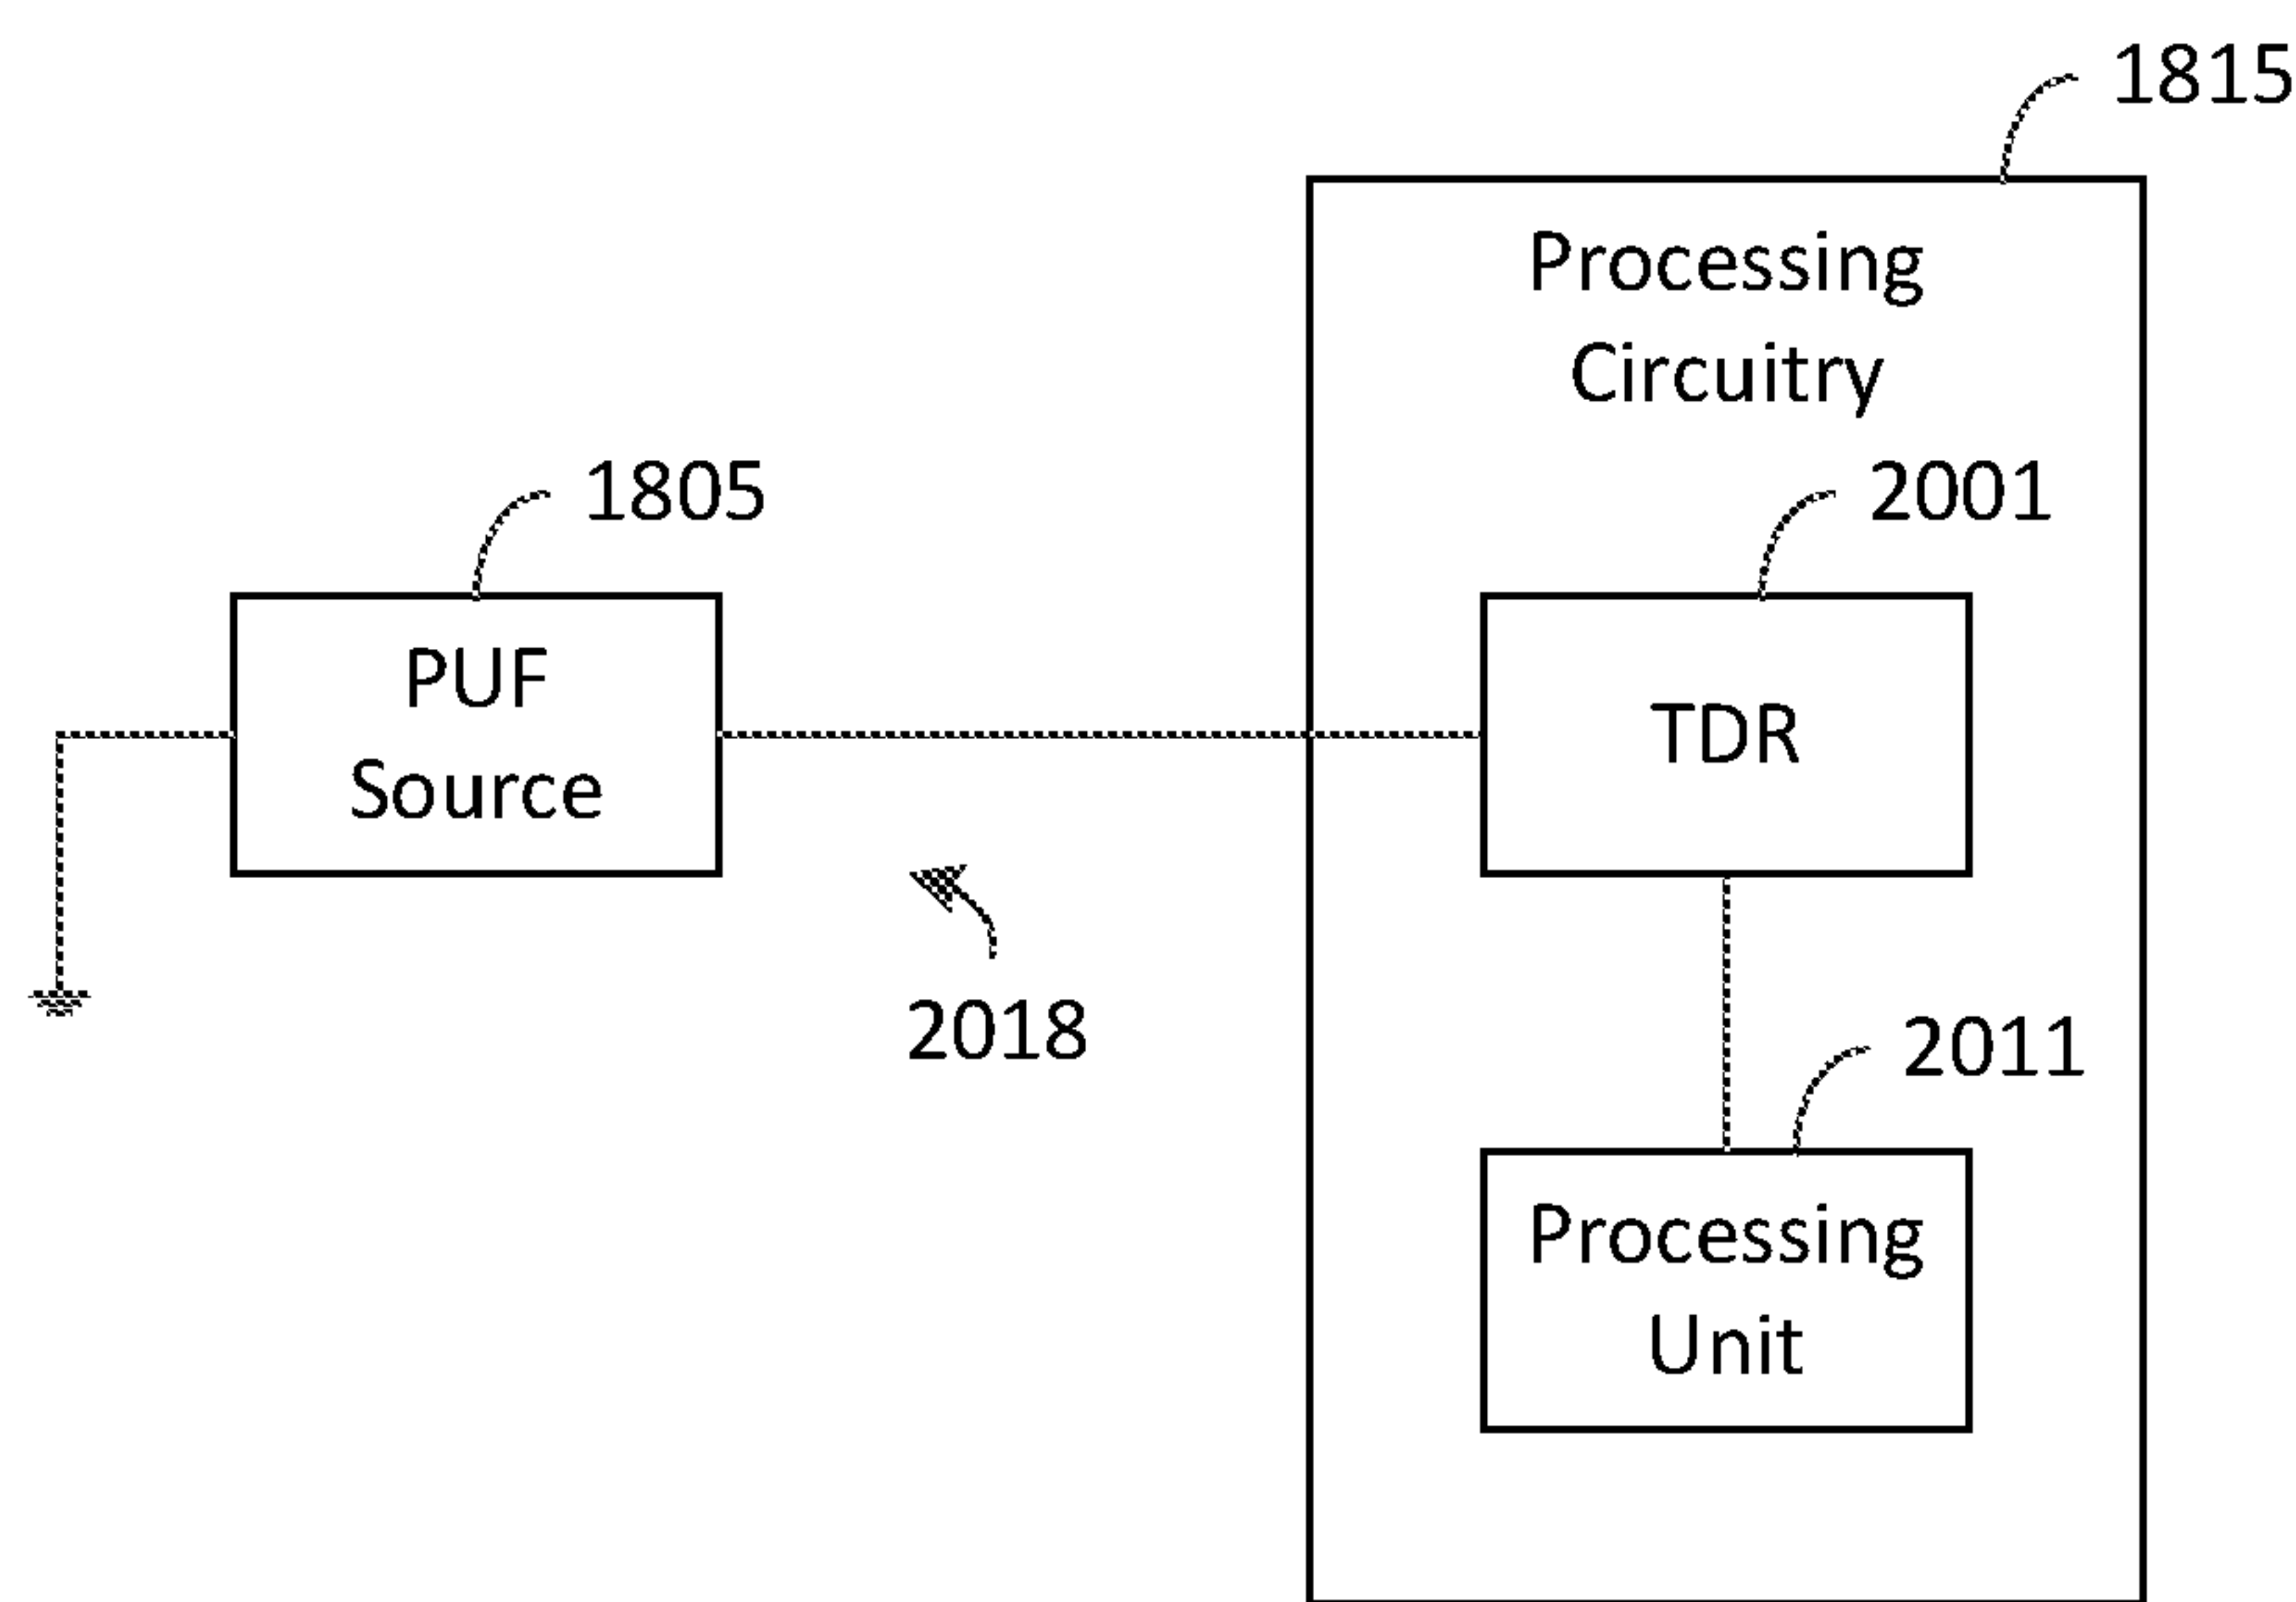 1815
Processing
Circuitry
1805
2001
PUF
Source
TDR
2018
2011
Processing
Unit